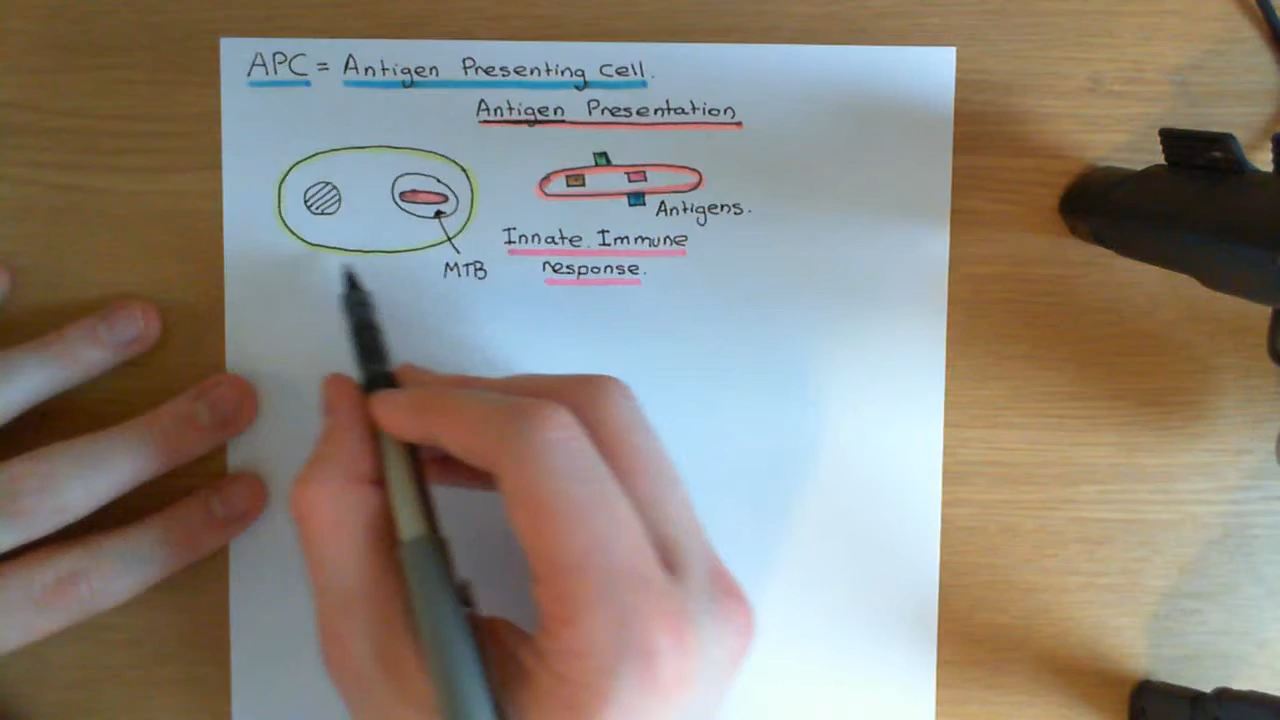 APC = Antigen Presenting Cell.
Antigen Presentation
Antigens.
Innate Immune
response.
MTB